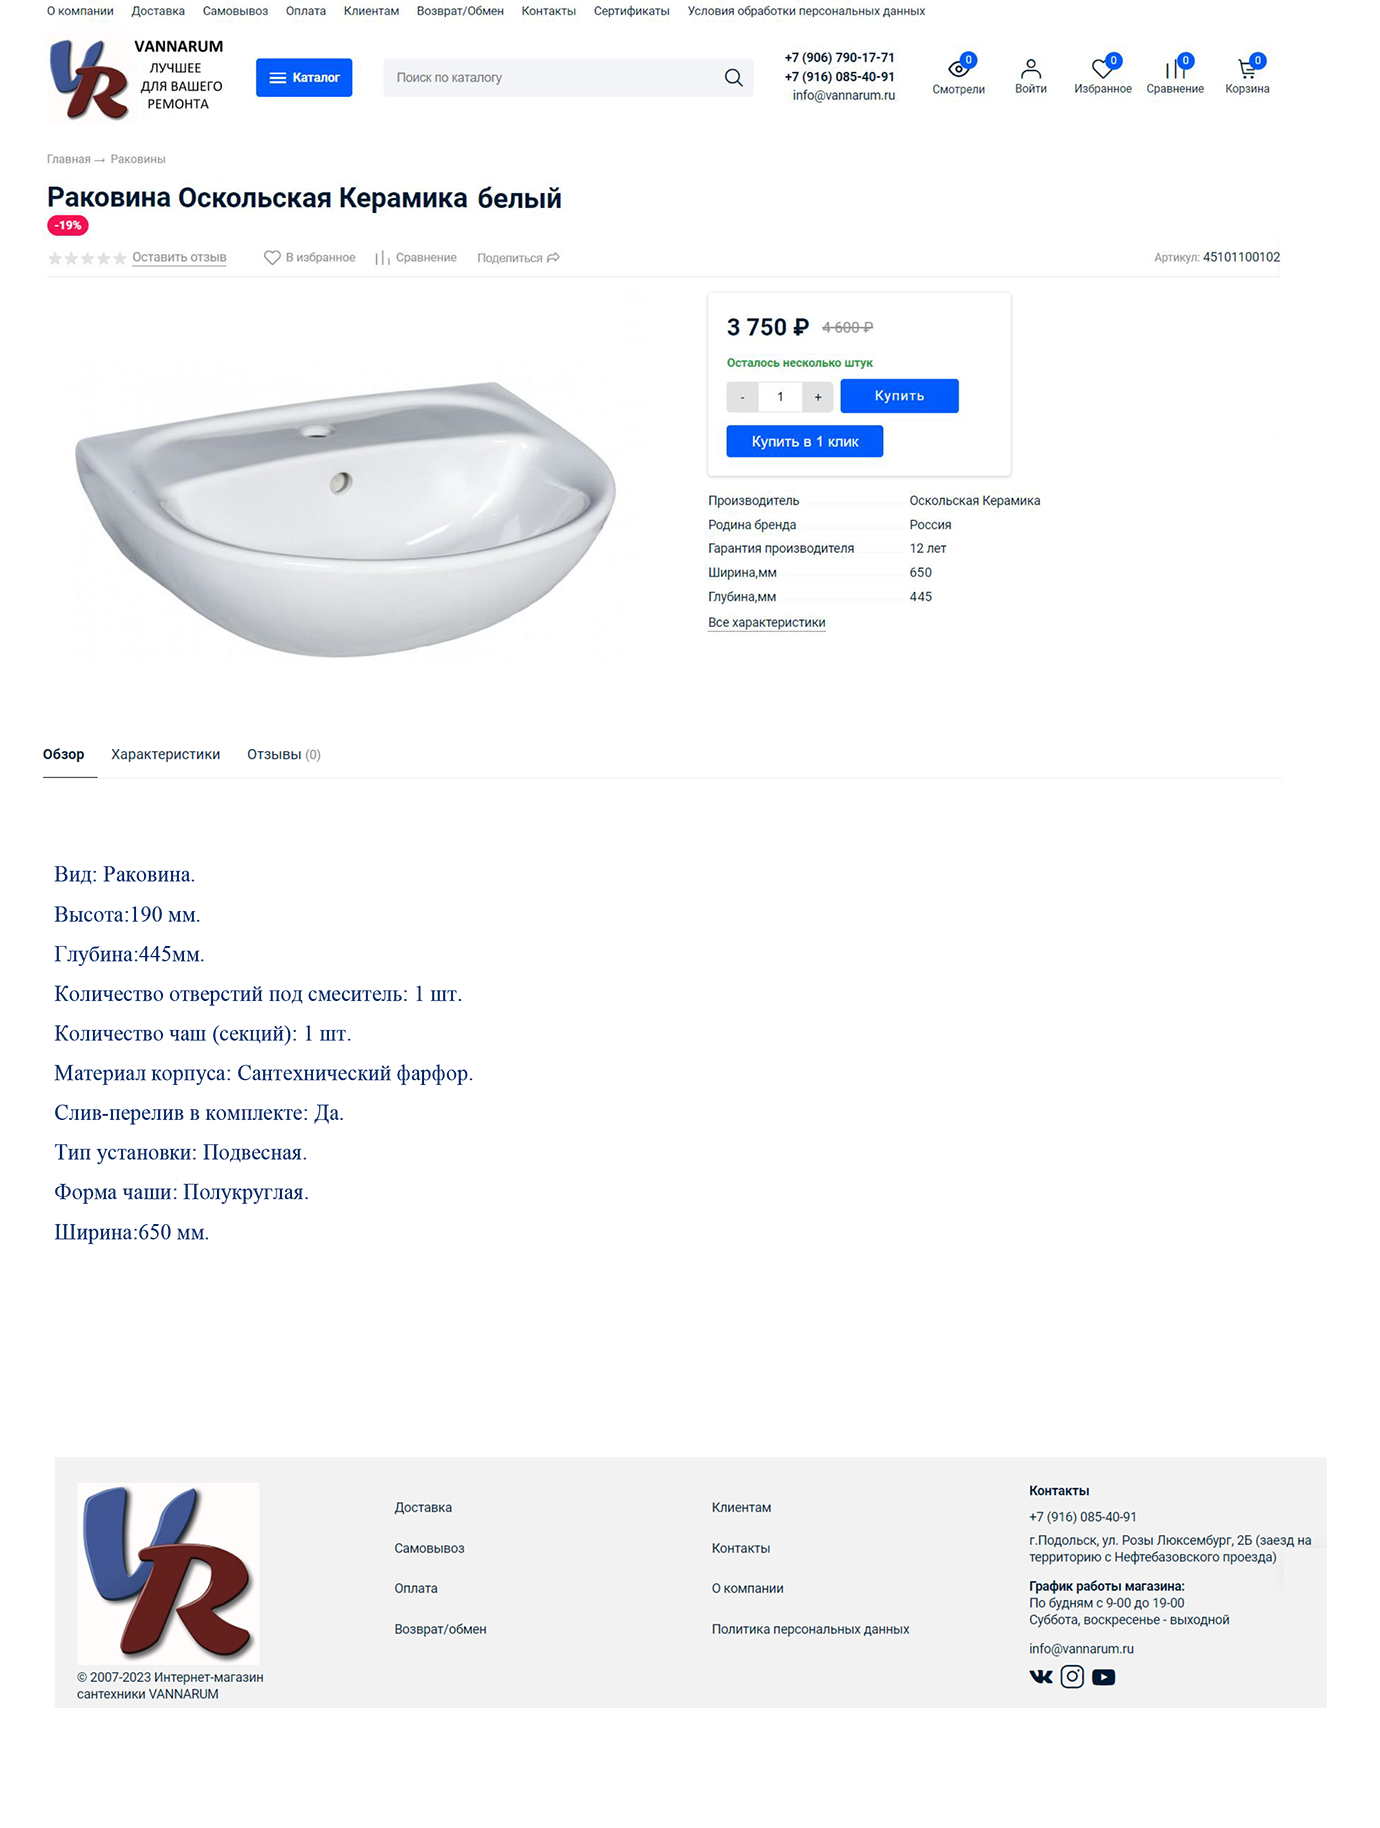 О компании Доставка Самовывоз Оплата Клиентам Возврат/Обмен Контакты Сертификаты Условия обработки персональных данных
VR
VANNARUM
ЛУЧШЕЕ
ДЛЯ ВАШЕГО
РЕМОНТА
Каталог
Поиск по каталогу
+7 (906) 790-17-71
+7 (916) 085-40-91
info@vannarum.ru
0 0 0 0
Смотрели Войти Избранное Сравнение Корзина
Главная → Раковины
Раковина Оскольская Керамика белый
-19%
Оставить отзыв В избранное Сравнение Поделиться Артикул: 45101100102
3 750 ₽ 4 600 ₽
Осталось несколько штук
- 1 + Купить
Купить в 1 клик
Производитель Оскольская Керамика
Родина бренда Россия
Гарантия производителя 12 лет
Ширина,мм 650
Глубина,мм 445
Все характеристики
Обзор Характеристики Отзывы (0)
Вид: Раковина.
Высота:190 мм.
Глубина:445мм.
Количество отверстий под смеситель: 1 шт.
Количество чаш (секций): 1 шт.
Материал корпуса: Сантехнический фарфор.
Слив-перелив в комплекте: Да.
Тип установки: Подвесная.
Форма чаши: Полукруглая.
Ширина:650 мм.
VR
© 2007-2023 Интернет-магазин
сантехники VANNARUM
Доставка
Самовывоз
Оплата
Возврат/обмен
Клиентам
Контакты
О компании
Политика персональных данных
Контакты
+7 (916) 085-40-91
г.Подольск, ул. Розы Люксембург, 2Б (заезд на
территорию с Нефтебазовского проезда)
График работы магазина:
По будням с 9-00 до 19-00
Суббота, воскресенье - выходной
info@vannarum.ru